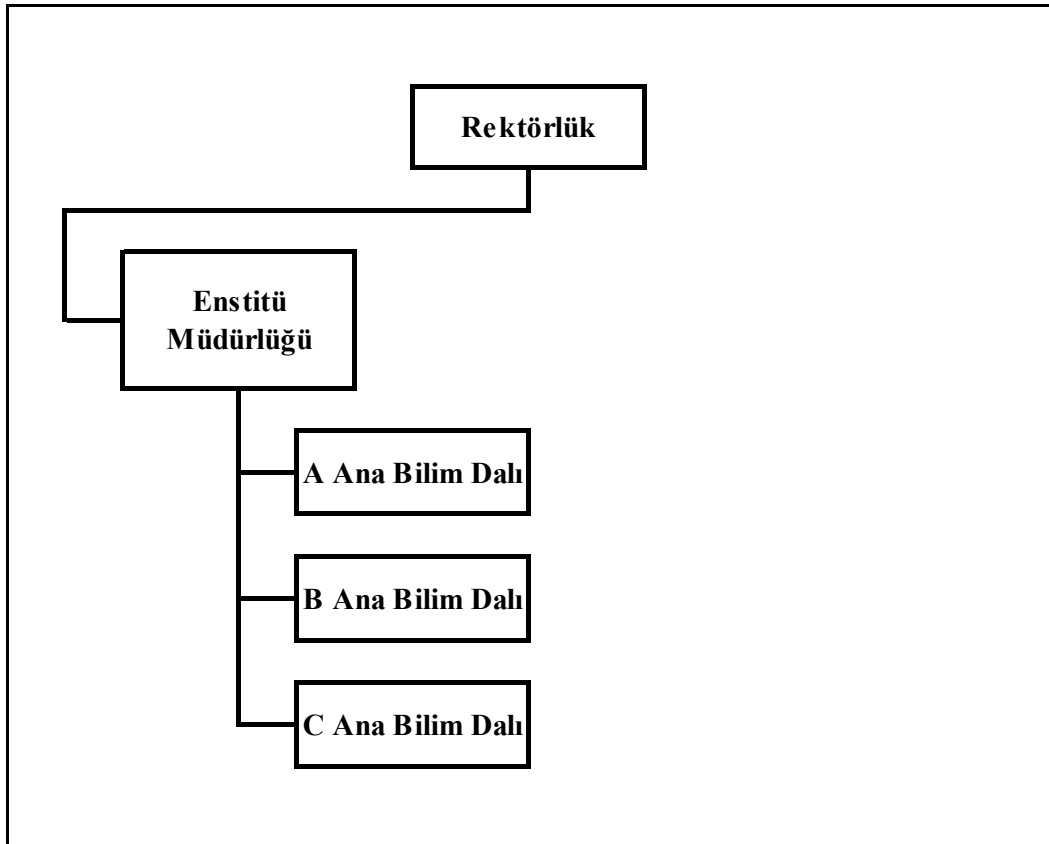 Rektörlük
Enstitü
Müdürlüğü
A Ana Bilim Dalı
B Ana Bilim Dalı
C Ana Bilim Dalı